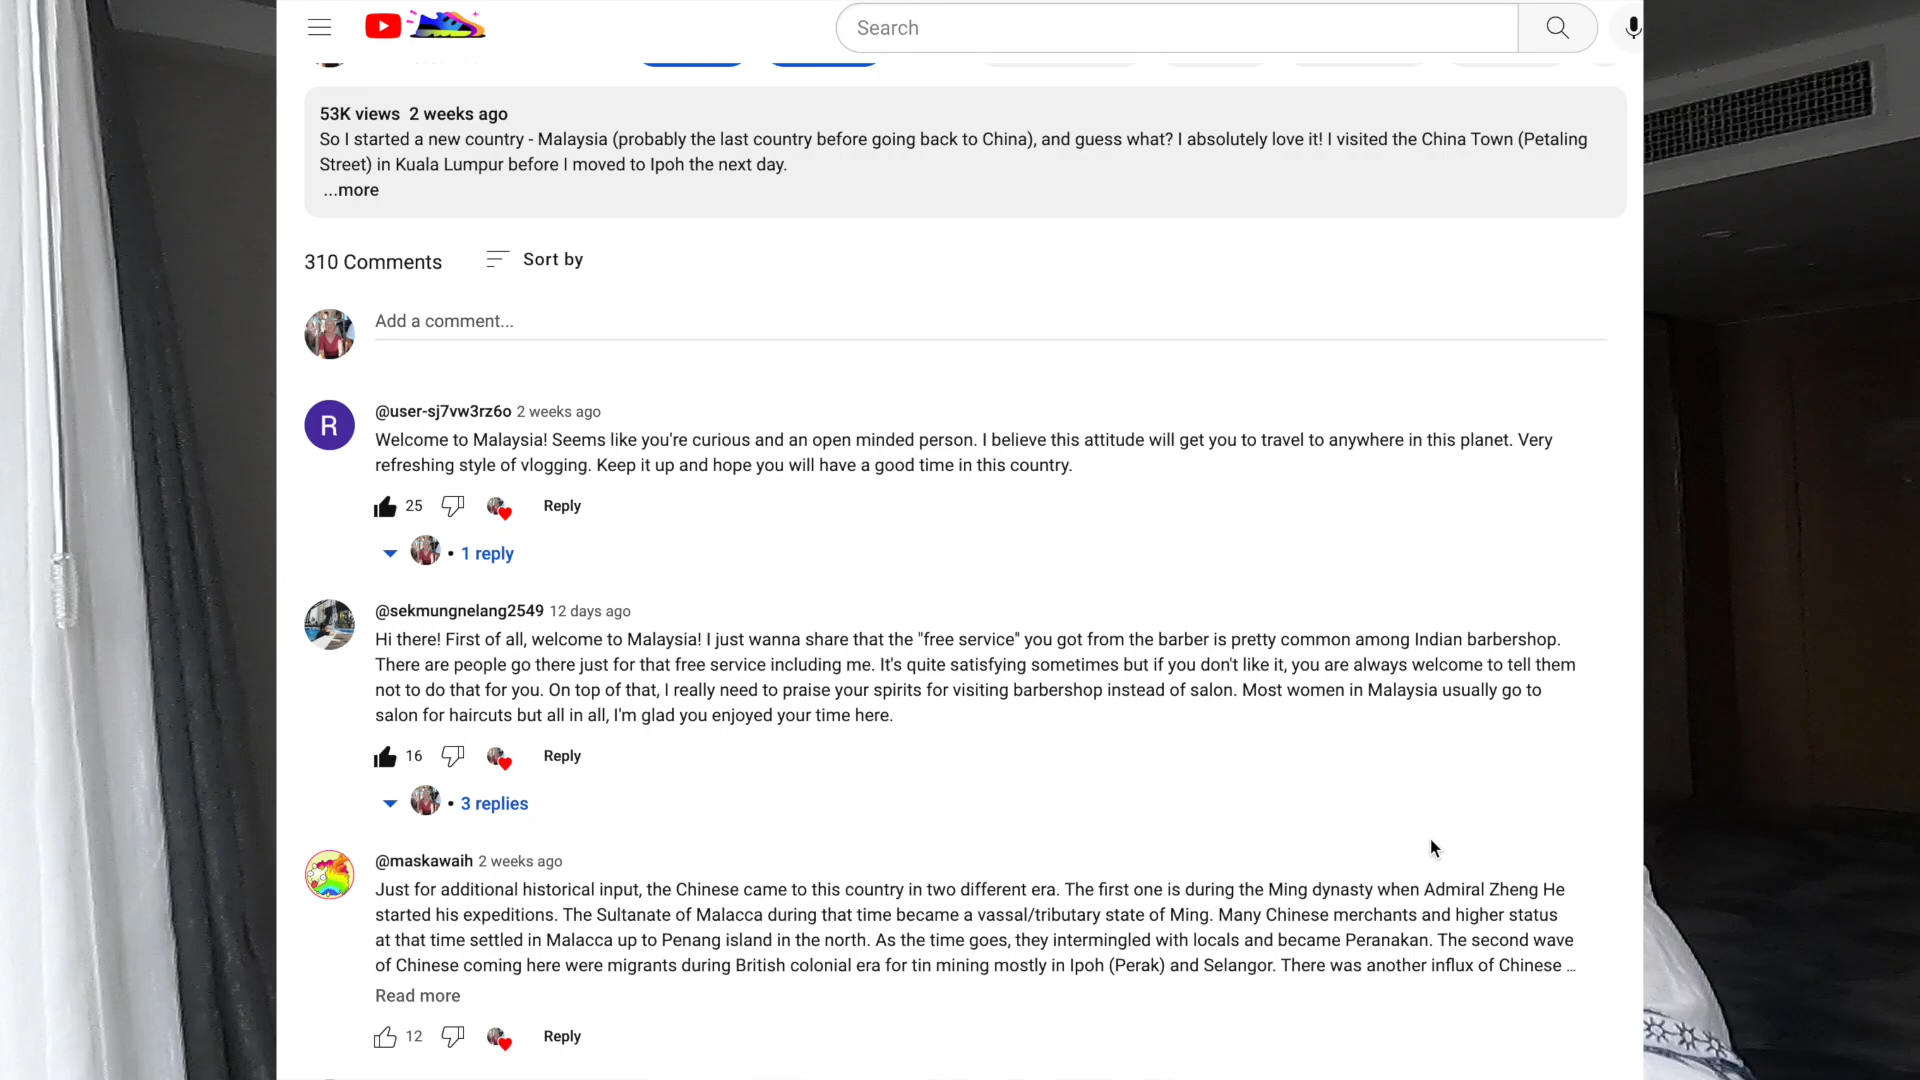 Search
53K views 2 weeks ago
So I started a new country - Malaysia (probably the last country before going back to China), and guess what? I absolutely love it! I visited the China Town (Petaling
Street) in Kuala Lumpur before I moved to Ipoh the next day.
...more
310 Comments
Sort by
Add a comment...
R
@user-sj7vw3rz6o 2 weeks ago
Welcome to Malaysia! Seems like you're curious and an open minded person. I believe this attitude will get you to travel to anywhere in this planet. Very
refreshing style of vlogging. Keep it up and hope you will have a good time in this country.
25 Reply
• 1 reply
@sekmungnelang2549 12 days ago
Hi there! First of all, welcome to Malaysia! I just wanna share that the "free service" you got from the barber is pretty common among Indian barbershop.
There are people go there just for that free service including me. It's quite satisfying sometimes but if you don't like it, you are always welcome to tell them
not to do that for you. On top of that, I really need to praise your spirits for visiting barbershop instead of salon. Most women in Malaysia usually go to
salon for haircuts but all in all, I'm glad you enjoyed your time here.
16 Reply
• 3 replies
@maskawaih 2 weeks ago
Just for additional historical input, the Chinese came to this country in two different era. The first one is during the Ming dynasty when Admiral Zheng He
started his expeditions. The Sultanate of Malacca during that time became a vassal/tributary state of Ming. Many Chinese merchants and higher status
at that time settled in Malacca up to Penang island in the north. As the time goes, they intermingled with locals and became Peranakan. The second wave
of Chinese coming here were migrants during British colonial era for tin mining mostly in Ipoh (Perak) and Selangor. There was another influx of Chinese ...
Read more
12 Reply